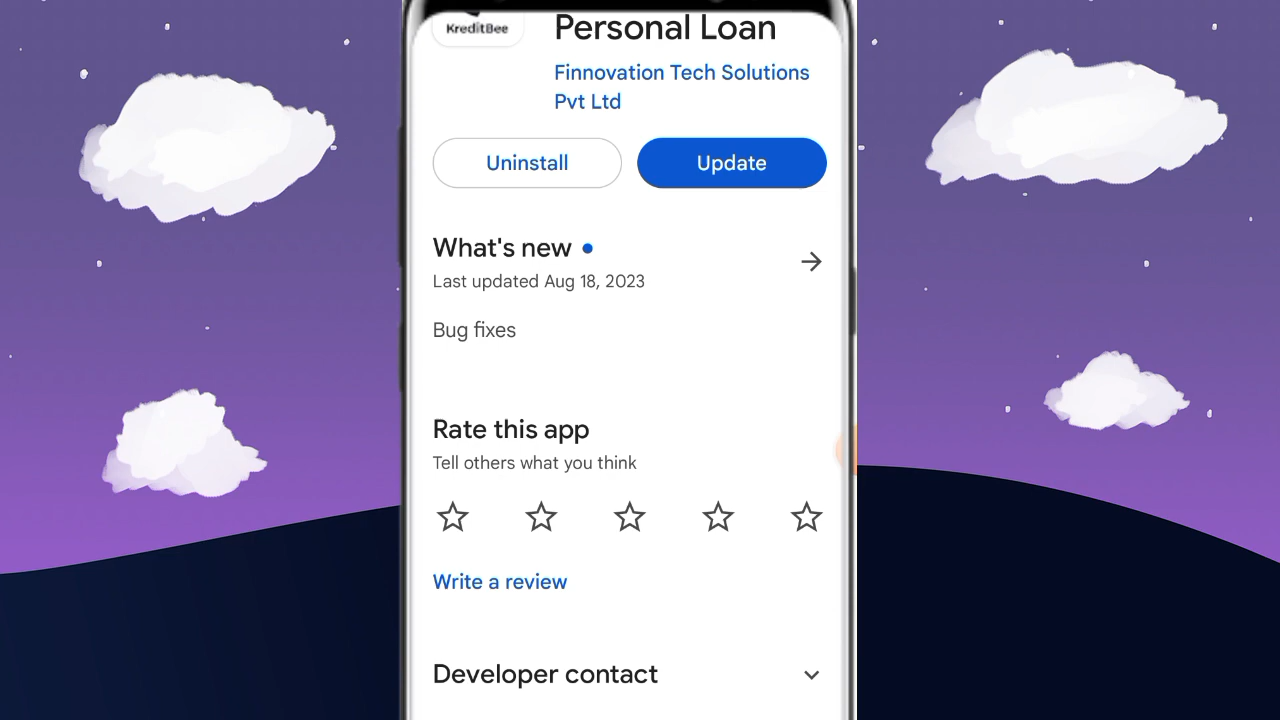 KreditBee
Personal Loan
Finnovation Tech Solutions
Pvt Ltd
Uninstall
Update
What's new
Last updated Aug 18, 2023
Bug fixes
Rate this app
Tell others what you think
Write a review
Developer contact